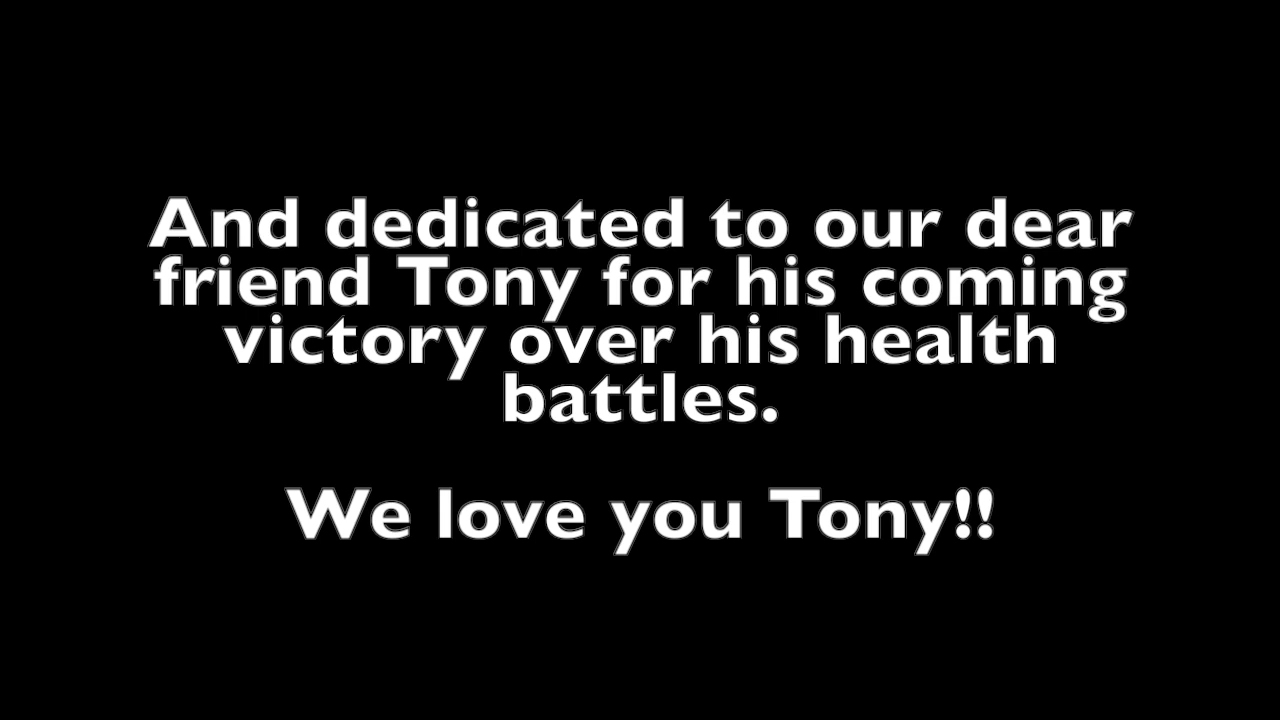 And dedicated to our dear
friend Tony for his coming
victory over his health
battles.
We love you Tony!!